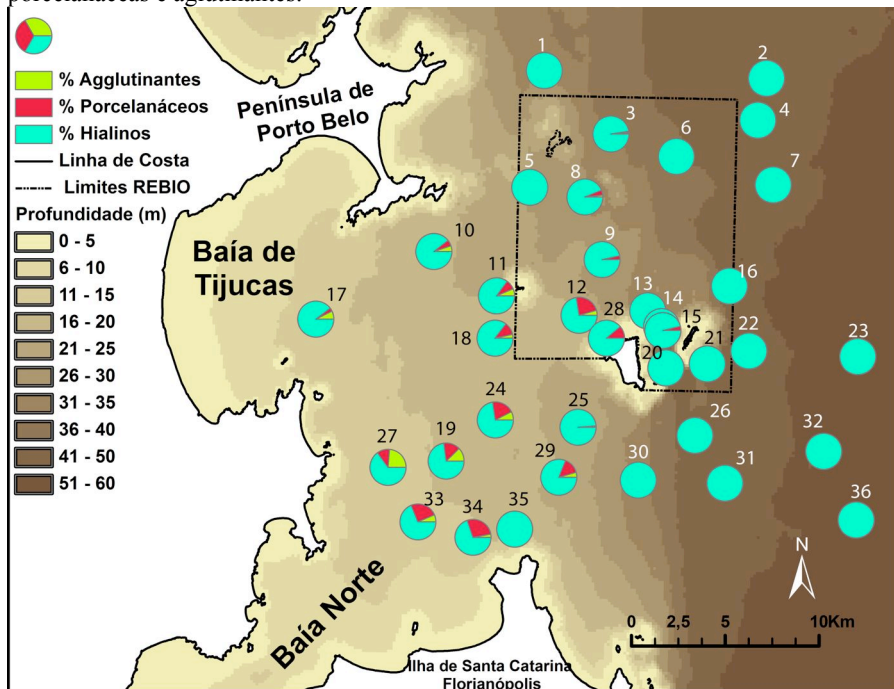 porcelanáceas e aglutinantes.
% Agglutinantes
% Porcelanáceos
% Hialinos
Linha de Costa
Limites REBIO
Profundidade (m)
0 - 5
6 - 10
11 - 15
16 - 20
21 - 25
26 - 30
31 - 35
36 - 40
41 - 50
51 - 60
Península de
Porto Belo
Baía de
Tijucas
Baía Norte
Ilha de Santa Catarina
Florianópolis
1
2
3
4
5
6
7
8
9
10
11
12
13
14
15
16
17
18
19
20
21
22
23
24
25
26
27
28
29
30
31
32
33
34
35
36
N
0 2,5 5 10Km